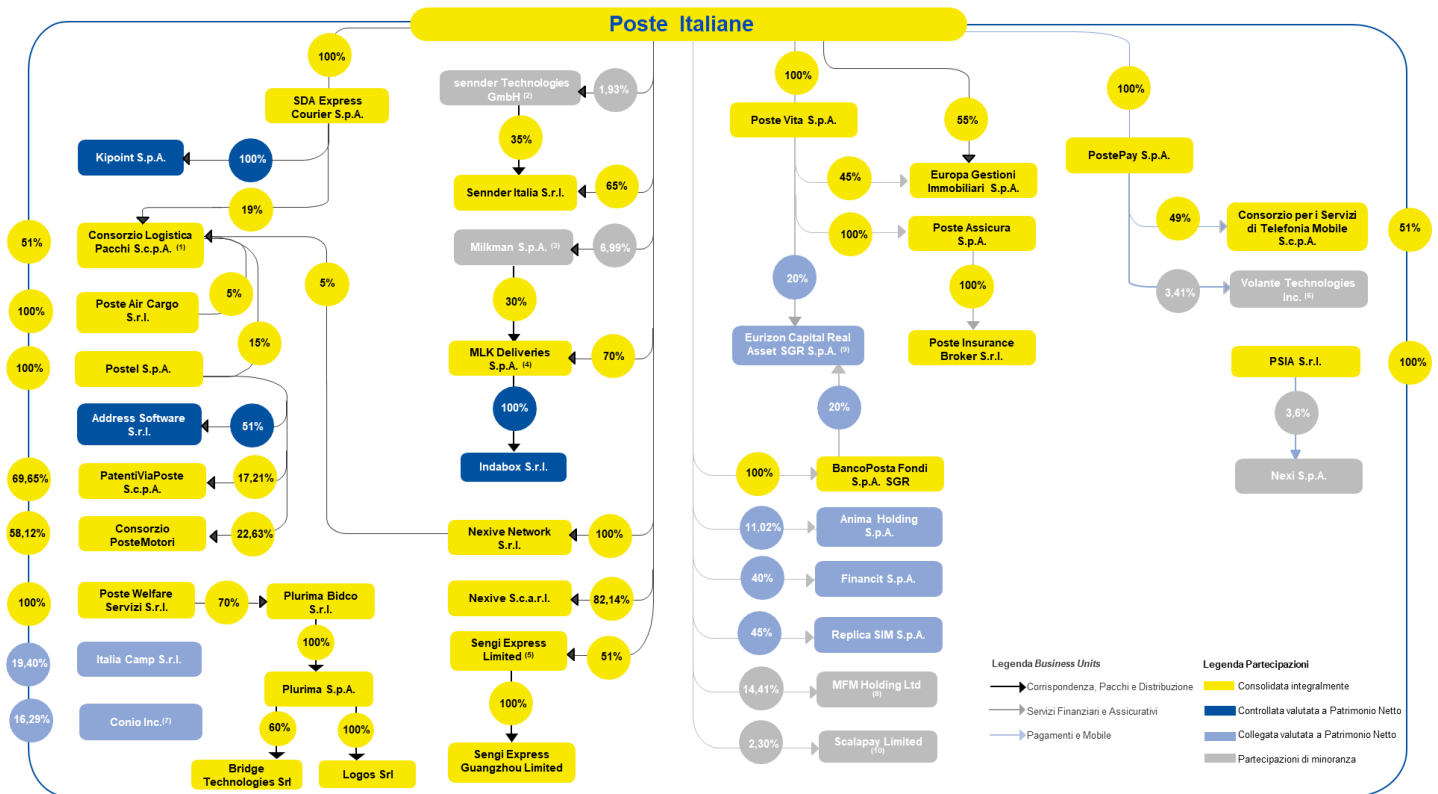 Poste Italiane
100%
SDA Express
Courier S.p.A.
Kipoint S.p.A.
100%
19%
51%
Consorzio Logistica
Pacchi S.c.p.A. (1)
5%
5%
100%
Poste Air Cargo
S.r.l.
15%
100%
Postel S.p.A.
Address Software
S.r.l.
51%
69,65%
PatentiViaPoste
S.c.p.A.
17,21%
58,12%
Consorzio
PosteMotori
22,63%
100%
Poste Welfare
Servizi S.r.l.
70%
Plurima Bidco
S.r.l.
100%
19,40%
Italia Camp S.r.l.
Plurima S.p.A.
16,29%
Conio Inc.(7)
60%
100%
Bridge
Technologies Srl
Logos Srl
sennder Technologies
GmbH (2)
1,93%
35%
Sennder Italia S.r.l.
65%
Milkman S.p.A. (3)
6,99%
30%
MLK Deliveries
S.p.A. (4)
70%
100%
Indabox S.r.l.
Nexive Network
S.r.l.
100%
Nexive S.c.a.r.l.
82,14%
Sengi Express
Limited (5)
51%
100%
Sengi Express
Guangzhou Limited
100%
Poste Vita S.p.A.
55%
45%
Europa Gestioni
Immobiliari S.p.A.
100%
Poste Assicura
S.p.A.
20%
100%
Eurizon Capital Real
Asset SGR S.p.A. (9)
Poste Insurance
Broker S.r.l.
20%
100%
BancoPosta Fondi
S.p.A. SGR
11,02%
Anima Holding
S.p.A.
40%
Financit S.p.A.
45%
Replica SIM S.p.A.
14,41%
MFM Holding Ltd
(8)
2,30%
Scalapay Limited
(10)
100%
PostePay S.p.A.
49%
Consorzio per i Servizi
di Telefonia Mobile
S.c.p.A.
51%
3,41%
Volante Technologies
Inc. (6)
PSIA S.r.l.
100%
3,6%
Nexi S.p.A.
Legenda Business Units
Corrispondenza, Pacchi e Distribuzione
Servizi Finanziari e Assicurativi
Pagamenti e Mobile
Legenda Partecipazioni
Consolidata integralmente
Controllata valutata a Patrimonio Netto
Collegata valutata a Patrimonio Netto
Partecipazioni di minoranza